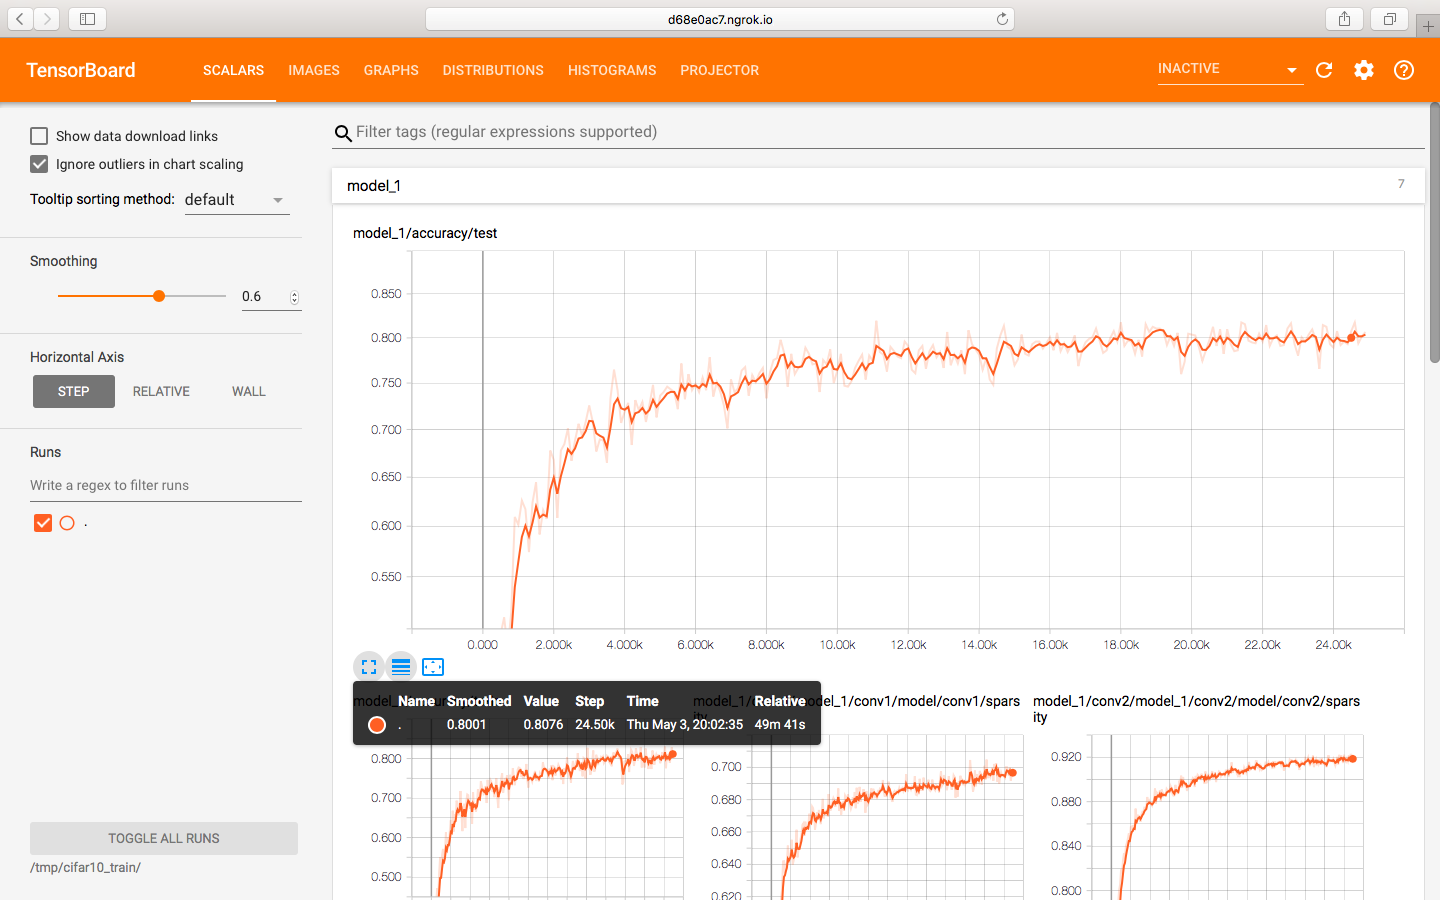 d68e0ac7.ngrok.io
TensorBoard SCALARS IMAGES GRAPHS DISTRIBUTIONS HISTOGRAMS PROJECTOR INACTIVE
Show data download links
Ignore outliers in chart scaling
Tooltip sorting method: default
Smoothing
0.6
Horizontal Axis
STEP RELATIVE WALL
Runs
Write a regex to filter runs
.
TOGGLE ALL RUNS
/tmp/cifar10_train/
Filter tags (regular expressions supported)
model_1 7
model_1/accuracy/test
0.850
0.800
0.750
0.700
0.650
0.600
0.550
0.000 2.000k 4.000k 6.000k 8.000k 10.00k 12.00k 14.00k 16.00k 18.00k 20.00k 22.00k 24.00k
Name Smoothed Value Step Time Relative
. 0.8001 0.8076 24.50k Thu May 3, 20:02:35 49m 41s
0.800
0.700
0.600
0.500
odel_1/conv1/model/conv1/spars
ity
0.700
0.680
0.660
0.640
0.620
model_1/conv2/model_1/conv2/model/conv2/spars
ity
0.920
0.880
0.840
0.800